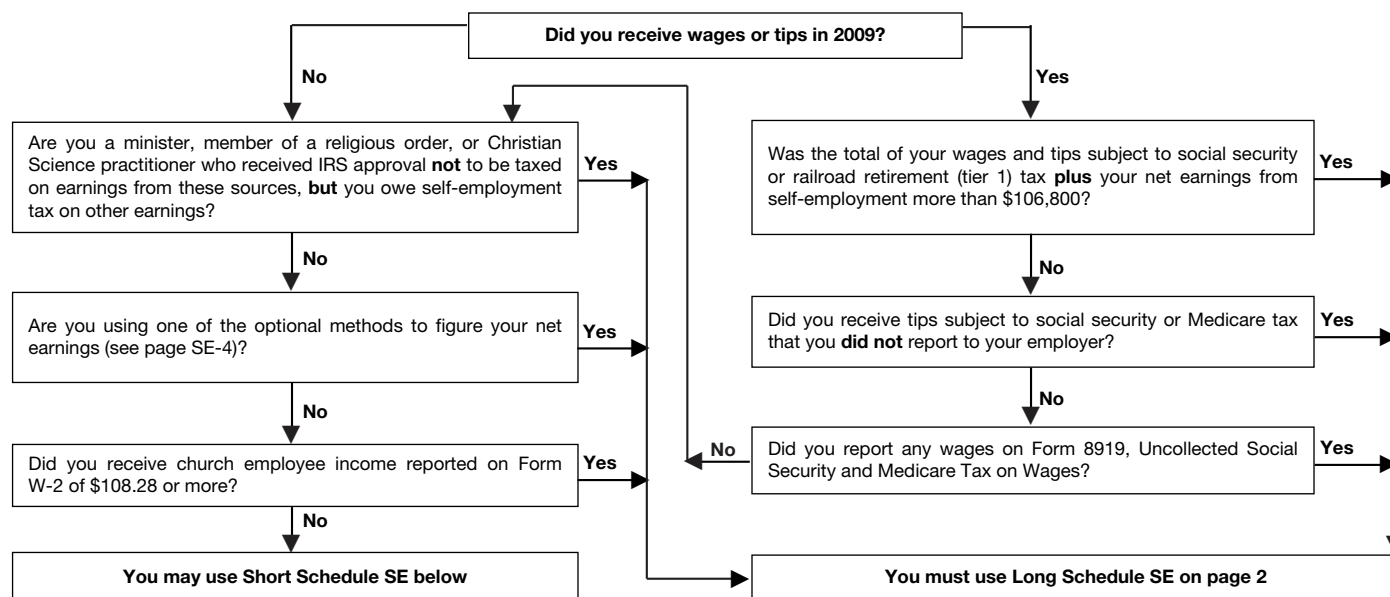 Did you receive wages or tips in 2009?
No
Yes
Are you a minister, member of a religious order, or Christian
Science practitioner who received IRS approval not to be taxed
on earnings from these sources, but you owe self-employment
tax on other earnings?
Yes
Was the total of your wages and tips subject to social security
or railroad retirement (tier 1) tax plus your net earnings from
self-employment more than $106,800?
Yes
No
No
Are you using one of the optional methods to figure your net
earnings (see page SE-4)?
Yes
Did you receive tips subject to social security or Medicare tax
that you did not report to your employer?
Yes
No
No
Did you receive church employee income reported on Form
W-2 of $108.28 or more?
Yes
No
Did you report any wages on Form 8919, Uncollected Social
Security and Medicare Tax on Wages?
Yes
No
You may use Short Schedule SE below
You must use Long Schedule SE on page 2